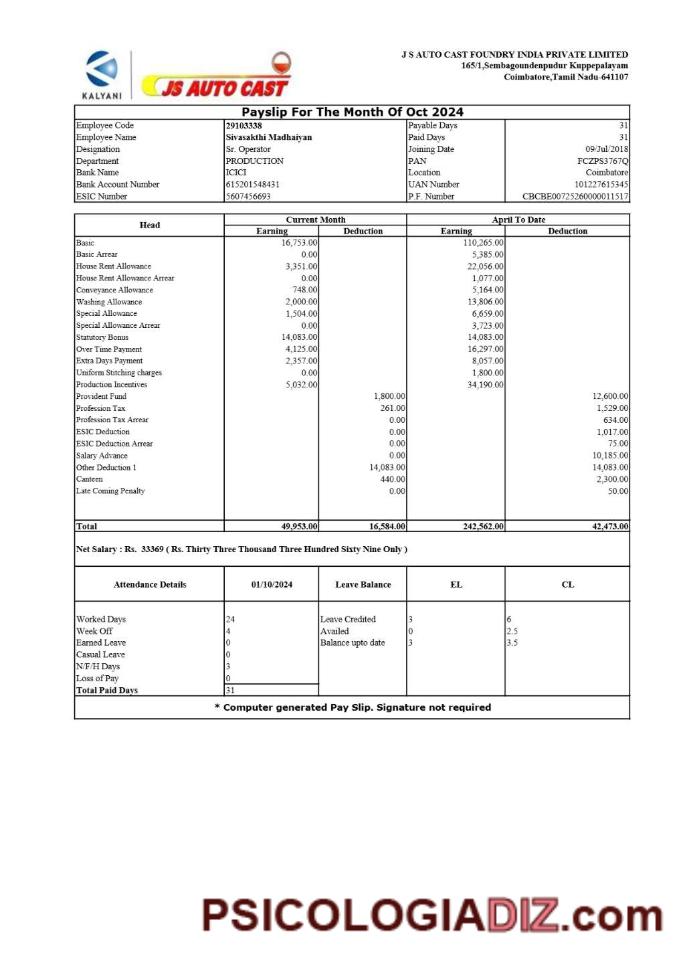 KALYANI
JS AUTO CAST
J S AUTO CAST FOUNDRY INDIA PRIVATE LIMITED
165/1,Sembagoundenpudur Kuppepalayam
Coimbatore,Tamil Nadu-641107
Payslip For The Month Of Oct 2024
Employee Code 29103338 Payable Days 31
Employee Name Sivasakthi Madhaiyan Paid Days 31
Designation Sr. Operator Joining Date 09/Jul/2018
Department PRODUCTION PAN FCZPS3767Q
Bank Name ICICI Location Coimbatore
Bank Account Number 615201548431 UAN Number 101227615345
ESIC Number 5607456693 P.F. Number CBCBE00725260000011517
Head Current Month April To Date
Earning Deduction Earning Deduction
Basic 16,753.00 110,265.00
Basic Arrear 0.00 5,385.00
House Rent Allowance 3,351.00 22,056.00
House Rent Allowance Arrear 0.00 1,077.00
Conveyance Allowance 748.00 5,164.00
Washing Allowance 2,000.00 13,806.00
Special Allowance 1,504.00 6,659.00
Special Allowance Arrear 0.00 3,723.00
Statutory Bonus 14,083.00 14,083.00
Over Time Payment 4,125.00 16,297.00
Extra Days Payment 2,357.00 8,057.00
Uniform Stitching charges 0.00 1,800.00
Production Incentives 5,032.00 34,190.00
Provident Fund 1,800.00 12,600.00
Profession Tax 261.00 1,529.00
Profession Tax Arrear 0.00 634.00
ESIC Deduction 0.00 1,017.00
ESIC Deduction Arrear 0.00 75.00
Salary Advance 0.00 10,185.00
Other Deduction 1 14,083.00 14,083.00
Canteen 440.00 2,300.00
Late Coming Penalty 0.00 50.00
Total 49,953.00 16,584.00 242,562.00 42,473.00
Net Salary : Rs. 33369 ( Rs. Thirty Three Thousand Three Hundred Sixty Nine Only )
Attendance Details 01/10/2024 Leave Balance EL CL
Worked Days 24 Leave Credited 3 6
Week Off 4 Availed 0 2.5
Earned Leave 0 Balance upto date 3 3.5
Casual Leave 0
N/F/H Days 3
Loss of Pay 0
Total Paid Days 31
* Computer generated Pay Slip. Signature not required
PSICOLOGIADIZ.com